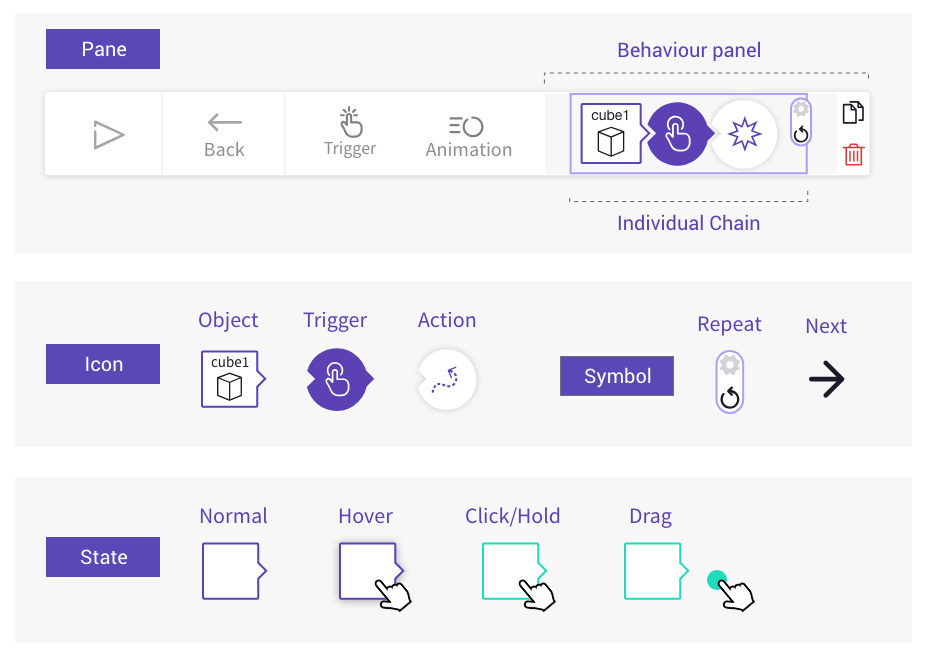 Pane
Behaviour panel
Back
Trigger
Animation
cube1
Individual Chain
Icon
Object
Trigger
Action
cube1
Symbol
Repeat
Next
State
Normal
Hover
Click/Hold
Drag